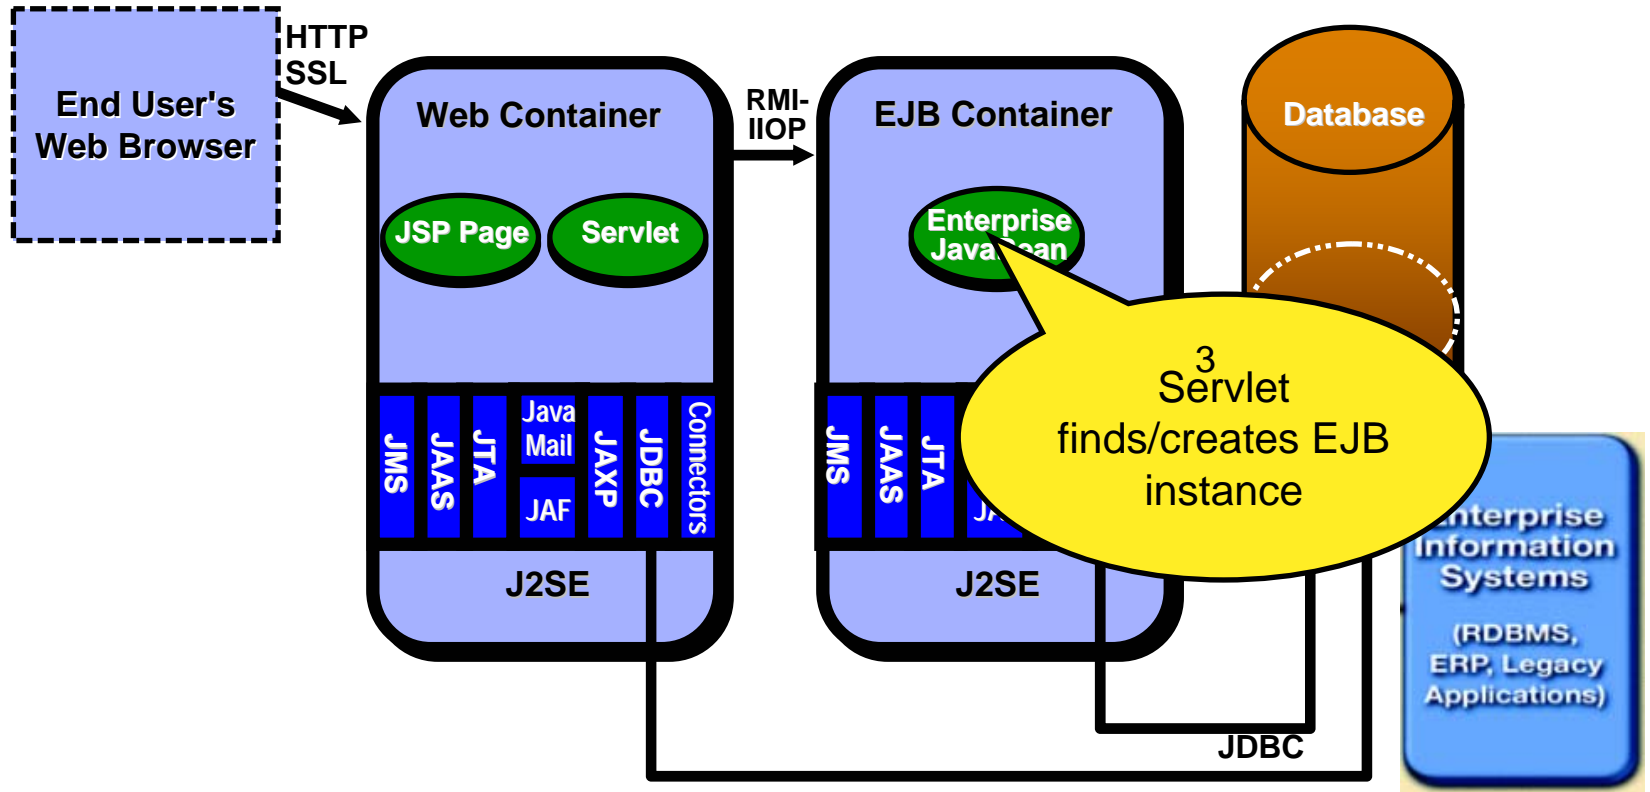 End User's
Web Browser
HTTP
SSL
Web Container
JSP Page
Servlet
JMS
JAAS
JTA
Java
Mail
JAF
JAXP
JDBC
Connectors
J2SE
RMI-
IIOP
EJB Container
Enterprise
JMS
JAAS
JTA
J2SE
3
Servlet
finds/creates EJB
instance
Database
JDBC
Information
Systems
(RDBMS,
ERP, Legacy
Applications)